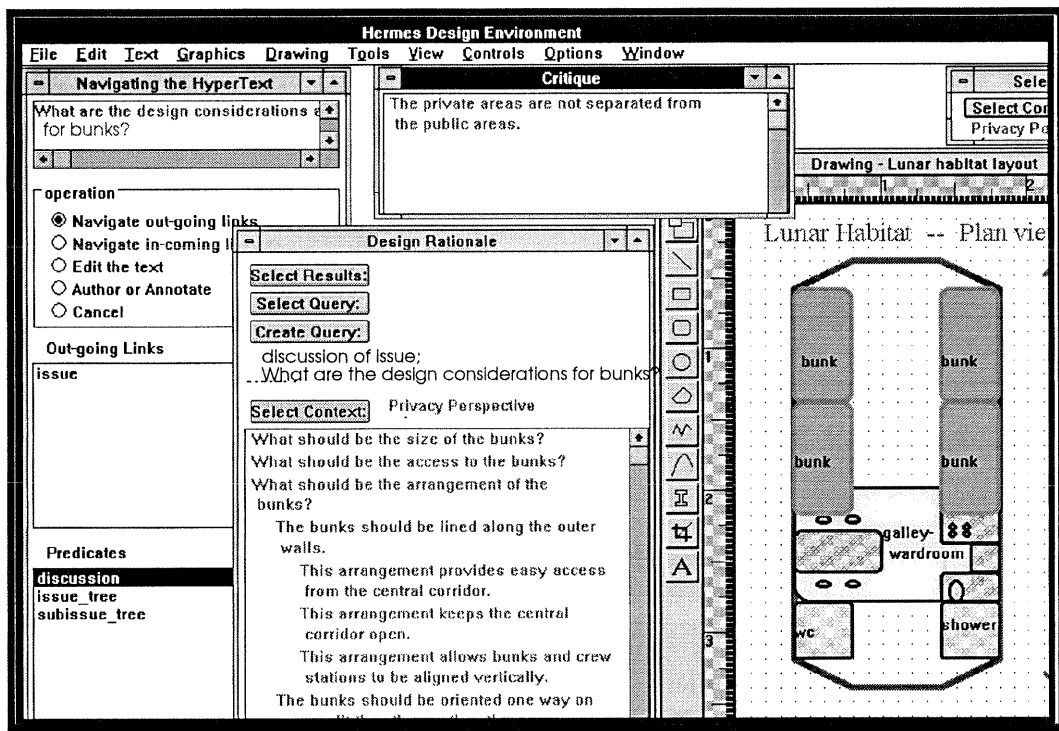 Hermes Design Environment
File Edit Text Graphics Drawing Tools View Controls Options Window
Navigating the HyperText
What are the design considerations
for bunks?
operation
Navigate out-going links
Navigate in-coming
Edit the text
Author or Annotate
Cancel
Out-going Links
issue
Predicates
discussion
issue_tree
subissue_tree
Critique
The private areas are not separated from
the public areas.
Design Rationale
Select Results:
Select Query:
Create Query:
discussion of issue;
What are the design considerations for bunks?
Select Context: Privacy Perspective
What should be the size of the bunks?
What should be the access to the bunks?
What should be the arrangement of the
bunks?
The bunks should be lined along the outer
walls.
This arrangement provides easy access
from the central corridor.
This arrangement keeps the central
corridor open.
This arrangement allows bunks and crew
stations to be aligned vertically.
The bunks should be oriented one way on
Sele
Select Con
Privacy Pe
Drawing - Lunar habitat layout
1 2
1
2
3
A
Lunar Habitat -- Plan vie
bunk bunk
bunk bunk
galley-
wardroom
wc shower